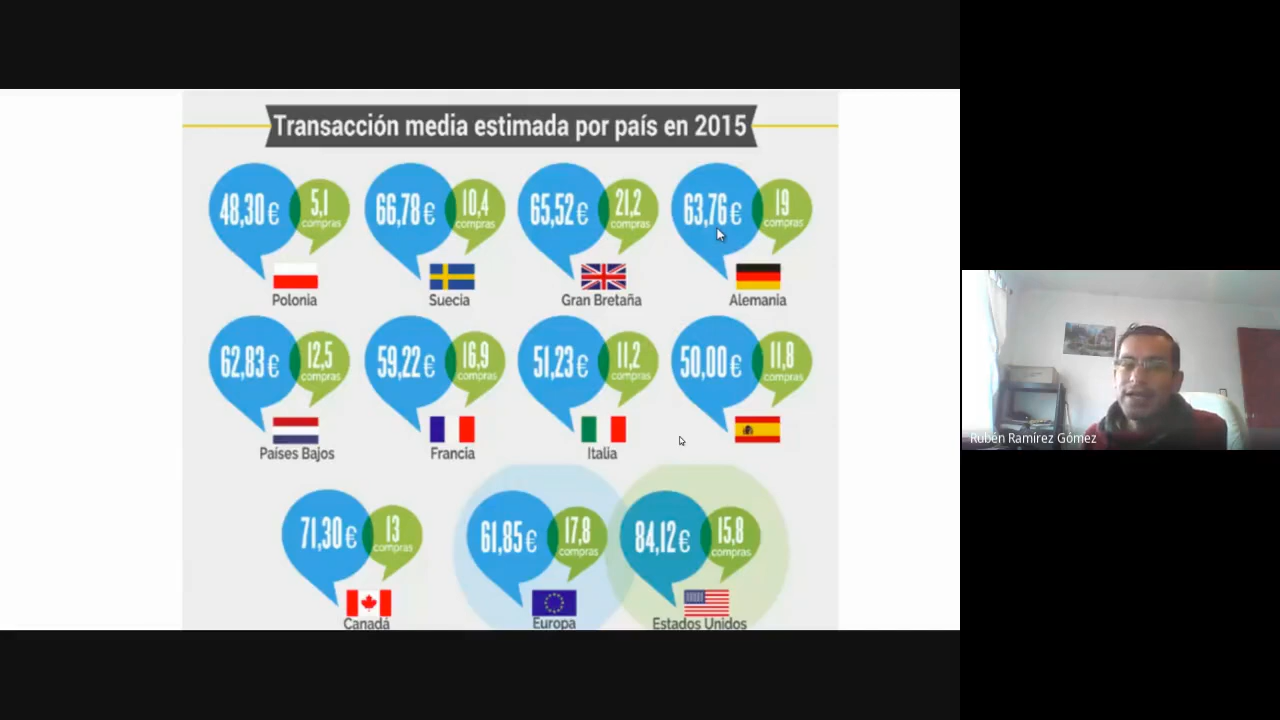 Transacción media estimada por país en 2015
48,30 € 5,1 compras
Polonia
66,78 € 10,4 compras
Suecia
65,52 € 21,2 compras
Gran Bretaña
63,76 € 19 compras
Alemania
62,83 € 12,5 compras
Países Bajos
59,22 € 16,9 compras
Francia
51,23 € 11,2 compras
Italia
50,00 € 11,8 compras
71,30 € 13 compras
Canadá
61,85 € 17,8 compras
Europa
84,12 € 15,8 compras
Estados Unidos
Rubén Ramírez Gómez